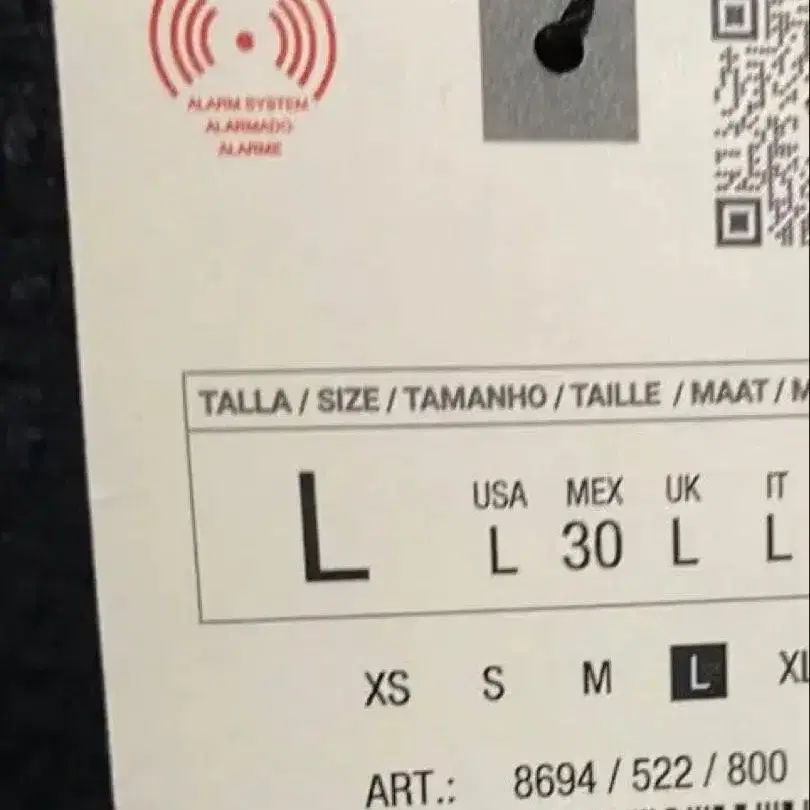 ALARM SYSTEM
ALARMADO
ALARME
TALLA / SIZE / TAMANHO / TAILLE / MAAT / M
USA MEX UK IT
L L 30 L L
XS S M L XL
ART.: 8694 / 522 / 800